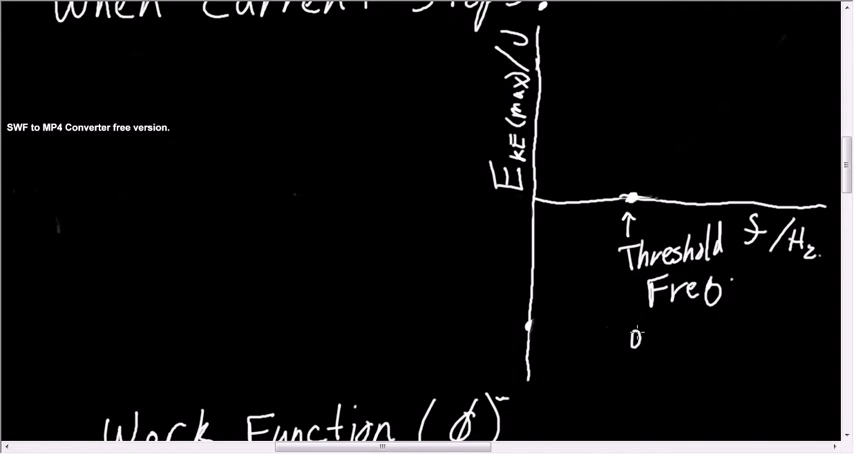 When Current Stops.
SWF to MP4 Converter free version.
EKE(max)/J
f/Hz
Threshold
Freq.
Work Function (ϕ)